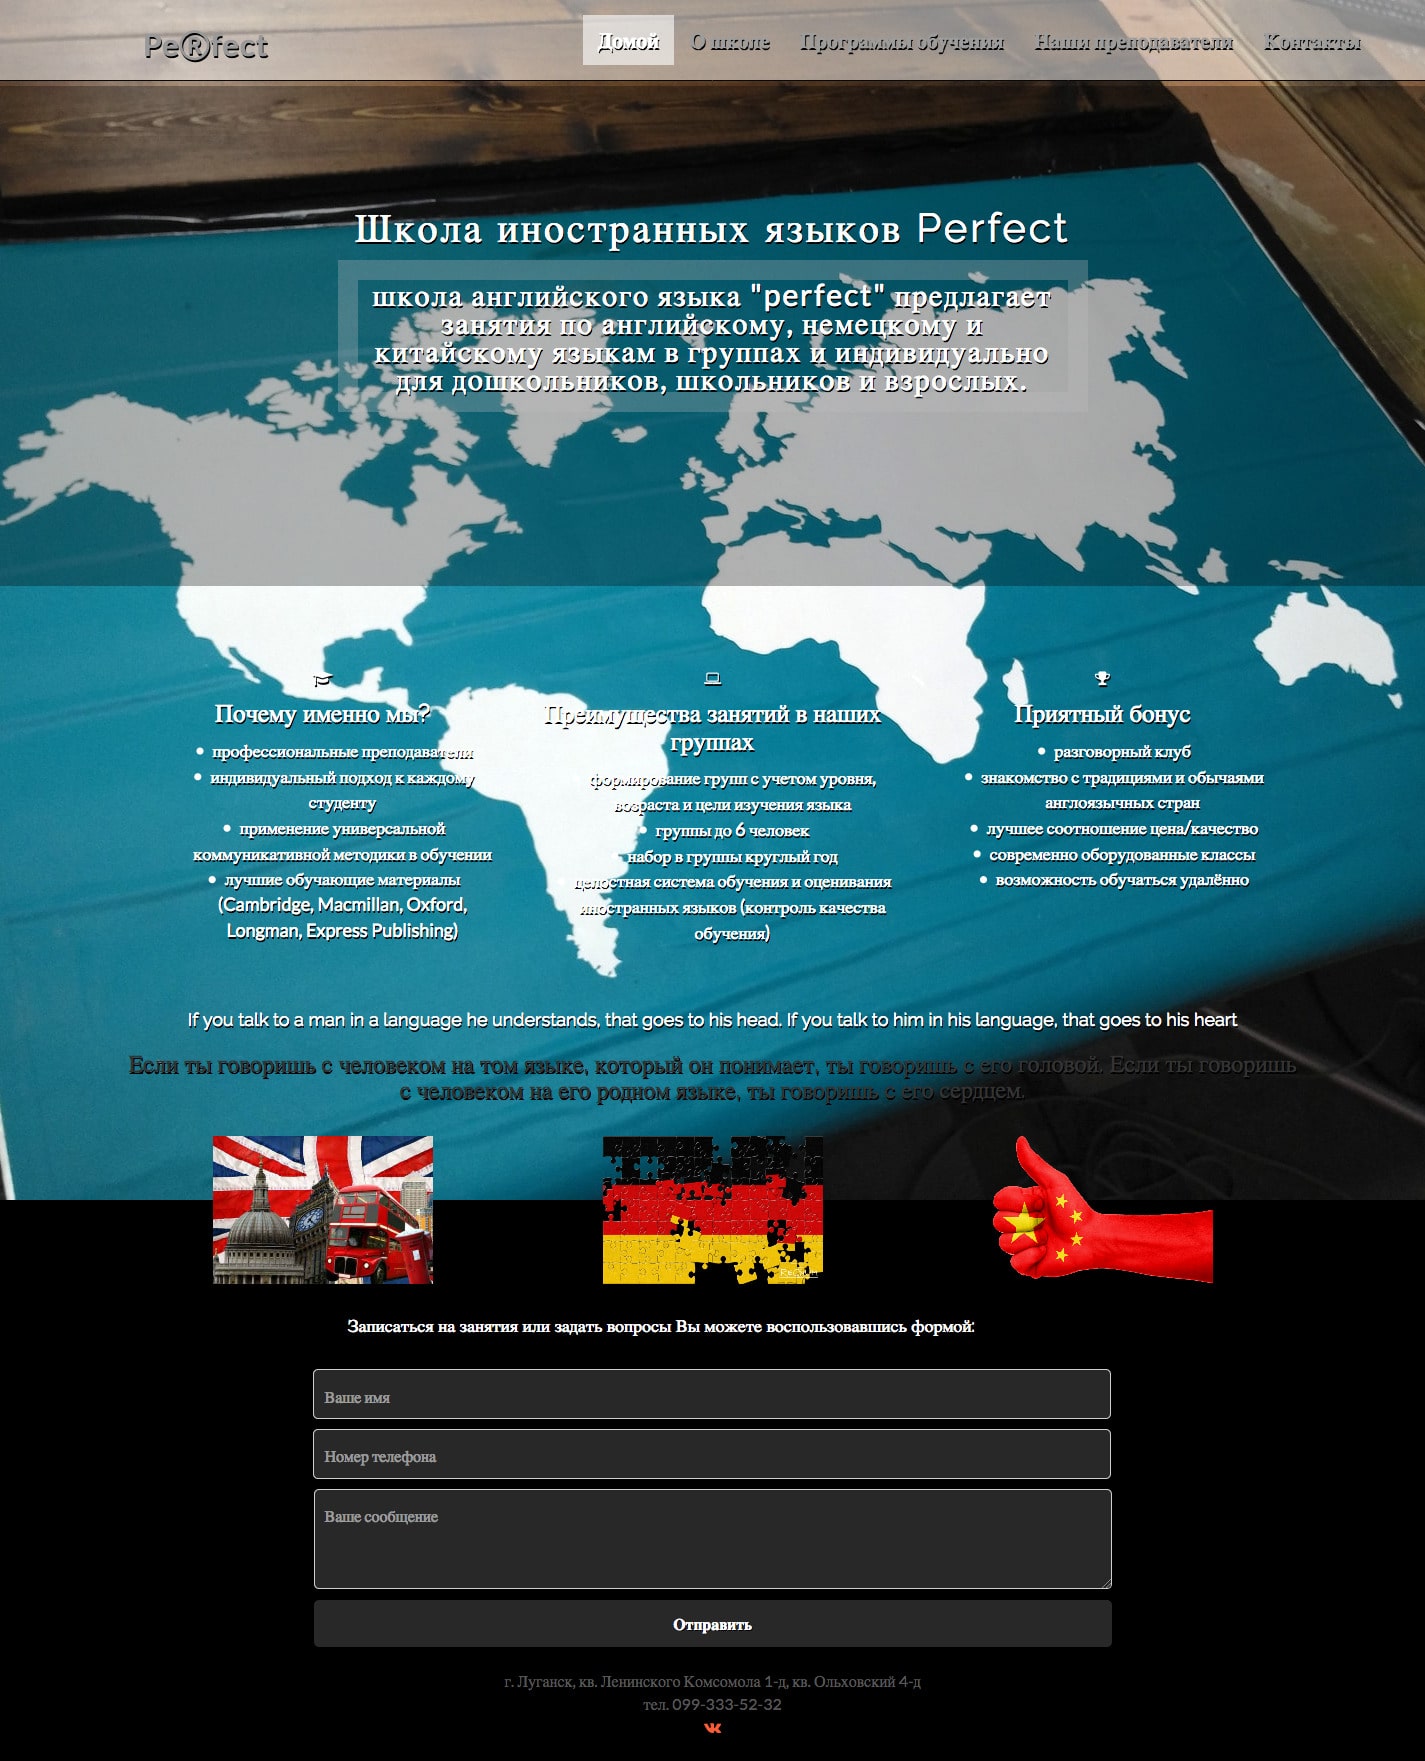 Pe®fect
Домой
О школе
Программы обучения
Наши преподаватели
Контакты
Школа иностранных языков Perfect
школа английского языка "perfect" предлагает
занятия по английскому, немецкому и
китайскому языкам в группах и индивидуально
для дошкольников, школьников и взрослых.
Почему именно мы?
• профессиональные преподаватели
• индивидуальный подход к каждому
студенту
• применение универсальной
коммуникативной методики в обучении
• лучшие обучающие материалы
(Cambridge, Macmillan, Oxford,
Longman, Express Publishing)
Преимущества занятий в наших
группах
формирование групп с учетом уровня,
возраста и цели изучения языка
• группы до 6 человек
набор в группы круглый год
целостная система обучения и оценивания
иностранных языков (контроль качества
обучения)
Приятный бонус
• разговорный клуб
• знакомство с традициями и обычаями
англоязычных стран
• лучшее соотношение цена/качество
• современно оборудованные классы
• возможность обучаться удалённо
If you talk to a man in a language he understands, that goes to his head. If you talk to him in his language, that goes to his heart
Если ты говоришь с человеком на том языке, который он понимает, ты говоришь с его головой. Если ты говоришь
с человеком на его родном языке, ты говоришь с его сердцем.
Записаться на занятия или задать вопросы Вы можете воспользовавшись формой:
Ваше имя
Номер телефона
Ваше сообщение
Отправить
г. Луганск, кв. Ленинского Комсомола 1-д, кв. Ольховский 4-д
тел. 099-333-52-32